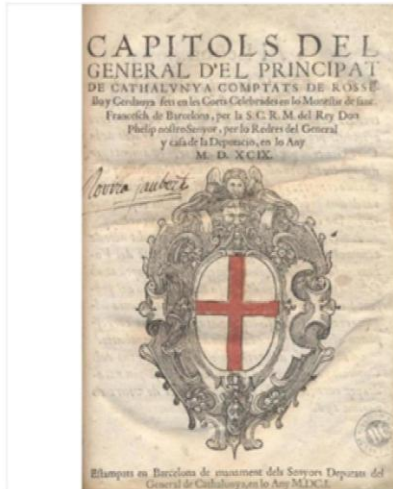 CAPITOLS DEL
GENERAL D'EL PRINCIPAT
DE CATHALVNYA COMPTATS DE ROSSE
llo y Cerdanya fets en les Corts Celebrades en lo Monestir de sanc
Francesch de Barcelona, per la S.C.R.M. del Rey Don
Phelip nostre Senyor, per lo Redres del General
y casa de la Deputacio, en lo Any
M. D. XCIX.
Rovira
Estampats en Barcelona de manament dels Senyors Deputats del
General de Cathalunya, en lo Any M.DC.I.